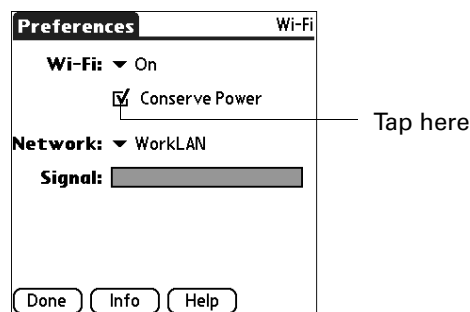 Preferences Wi-Fi
Wi-Fi: On
Conserve Power
Tap here
Network: WorkLAN
Signal:
Done Info Help